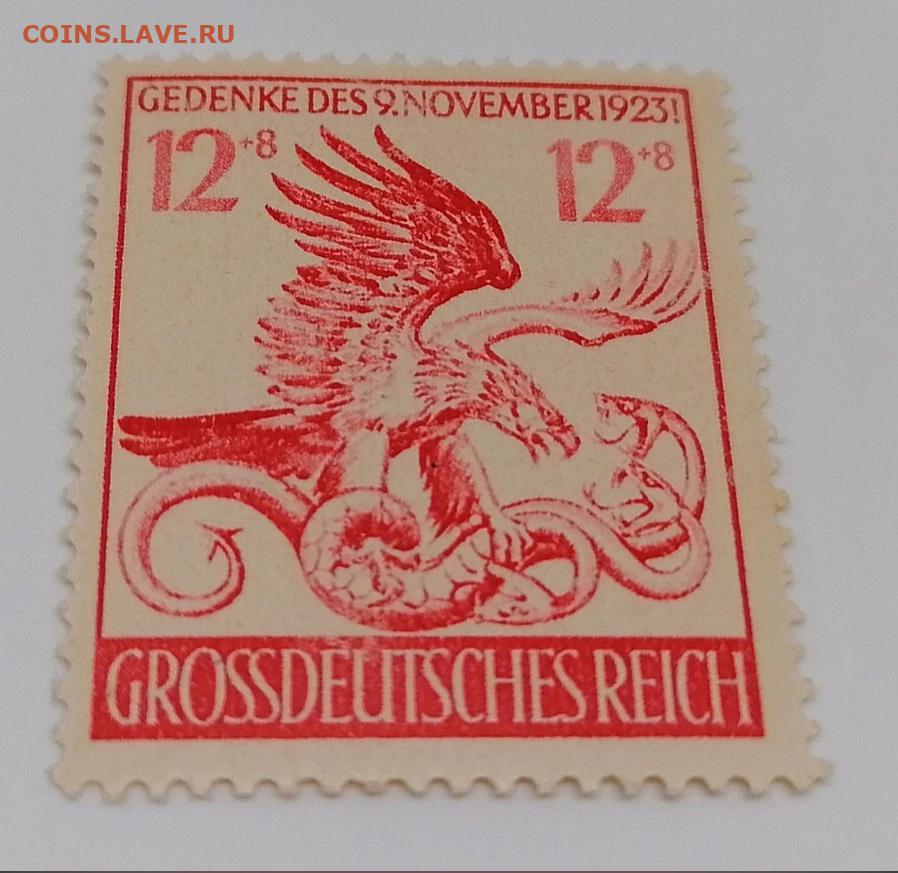 COINS.LAVE.RU
GEDENKE DES 9. NOVEMBER 1923!
12+8 12+8
GROSSDEUTSCHES REICH